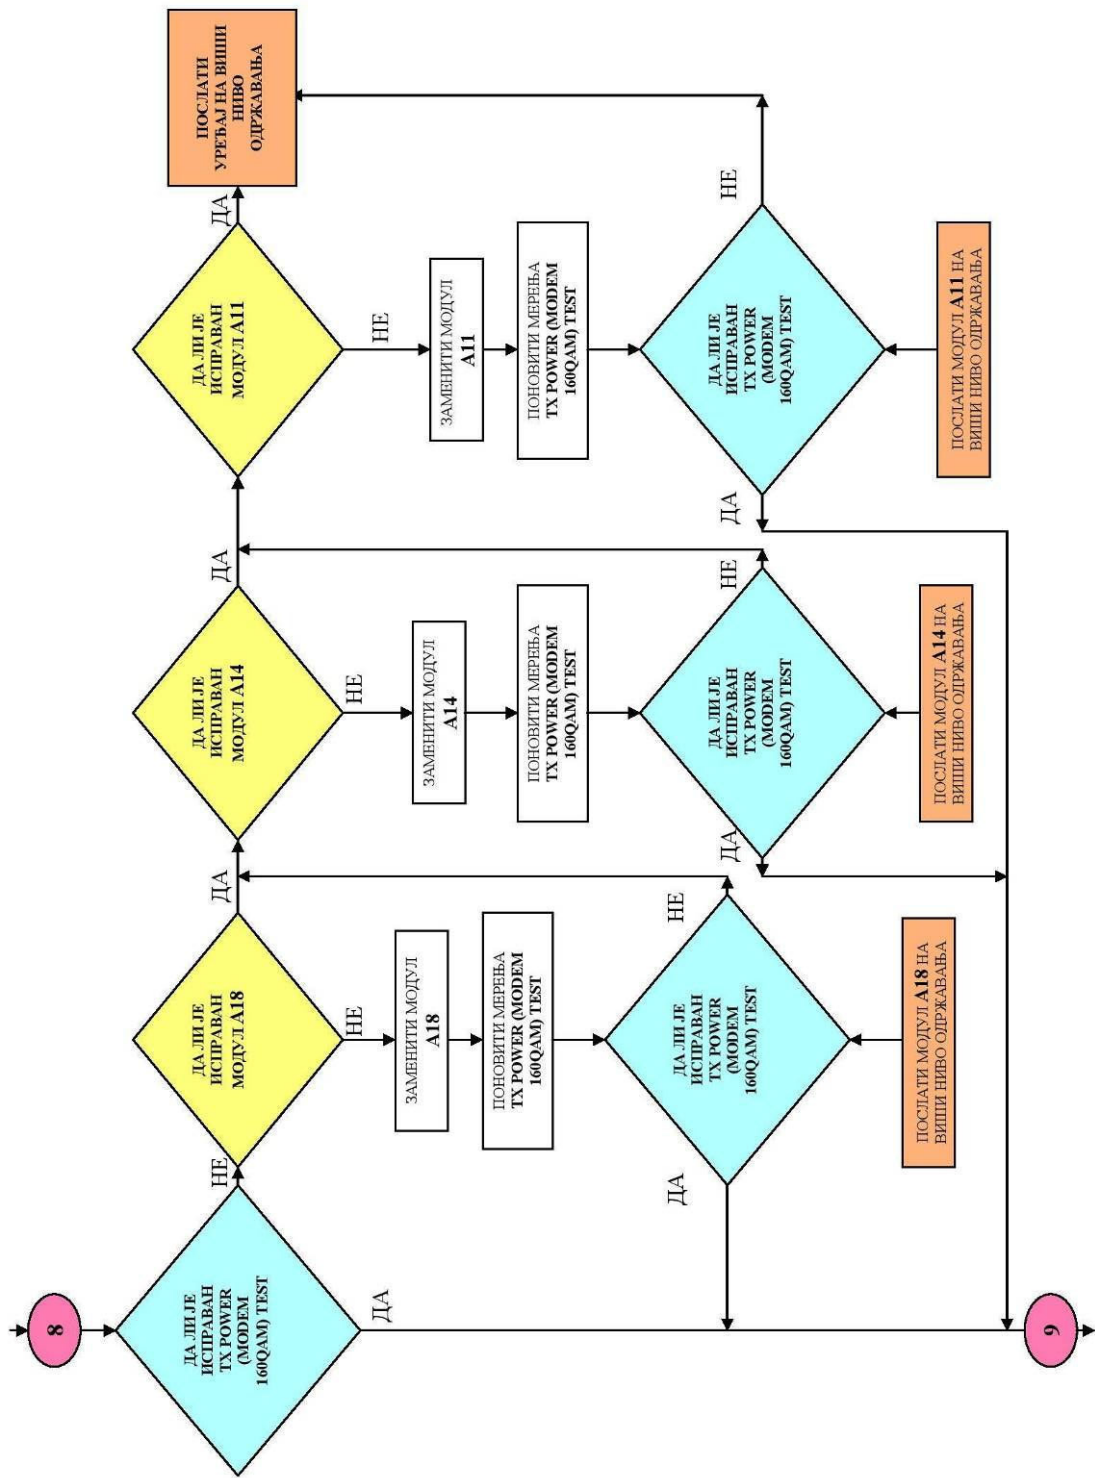 8
ДА ЛИ ЈЕ
ИСПРАВАН
TX POWER
(MODEM
160QAM) TEST
НЕ
ДА
ДА ЛИ ЈЕ
ИСПРАВАН
МОДУЛ А18
ДА
НЕ
ЗАМЕНИТИ МОДУЛ
А18
ПОНОВИТИ МЕРЕЊА
TX POWER (MODEM
160QAM) TEST
ДА ЛИ ЈЕ
ИСПРАВАН
TX POWER
(MODEM
160QAM) TEST
ДА
НЕ
ПОСЛАТИ МОДУЛ А18 НА
ВИШИ НИВО ОДРЖАВАЊА
ДА ЛИ ЈЕ
ИСПРАВАН
МОДУЛ А14
ДА
НЕ
ЗАМЕНИТИ МОДУЛ
А14
ПОНОВИТИ МЕРЕЊА
TX POWER (MODEM
160QAM) TEST
ДА ЛИ ЈЕ
ИСПРАВАН
TX POWER
(MODEM
160QAM) TEST
ДА
НЕ
ПОСЛАТИ МОДУЛ А14 НА
ВИШИ НИВО ОДРЖАВАЊА
ДА ЛИ ЈЕ
ИСПРАВАН
МОДУЛ А11
ДА
НЕ
ЗАМЕНИТИ МОДУЛ
А11
ПОНОВИТИ МЕРЕЊА
TX POWER (MODEM
160QAM) TEST
ДА ЛИ ЈЕ
ИСПРАВАН
TX POWER
(MODEM
160QAM) TEST
ДА
НЕ
ПОСЛАТИ МОДУЛ А11 НА
ВИШИ НИВО ОДРЖАВАЊА
ПОСЛАТИ
УРЕЂАЈ НА ВИШИ
НИВО
ОДРЖАВАЊА
9